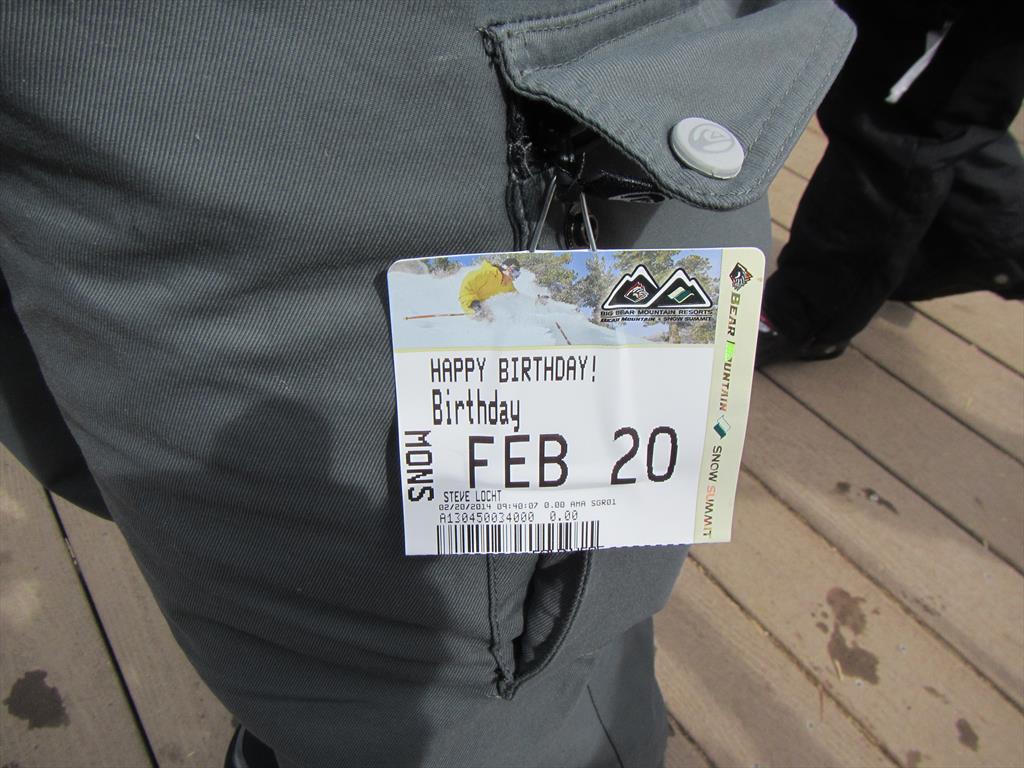 BIG BEAR MOUNTAIN RESORTS
BEAR MOUNTAIN SNOW SUMMIT
HAPPY BIRTHDAY!
Birthday
FEB 20
MONS
STEVE LOCHT
02/20/2014 09:40:07 0.00 AMA SGR01
A130450034000 0.00
BEAR MOUNTAIN
SNOW SUMMIT